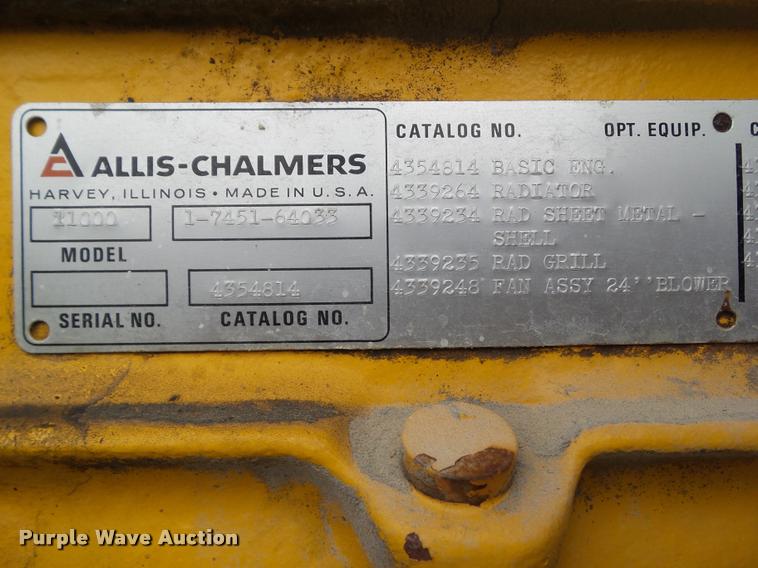 ALLIS-CHALMERS
HARVEY, ILLINOIS • MADE IN U.S.A.
11000 1-7451-64033
MODEL
4354814
SERIAL NO. CATALOG NO.
CATALOG NO. OPT. EQUIP.
4354814 BASIC ENG.
4339264 RADIATOR
4339234 RAD SHEET METAL -
SHELL
4339235 RAD GRILL
4339248 FAN ASSY 24''BLOWER
Purple Wave Auction®